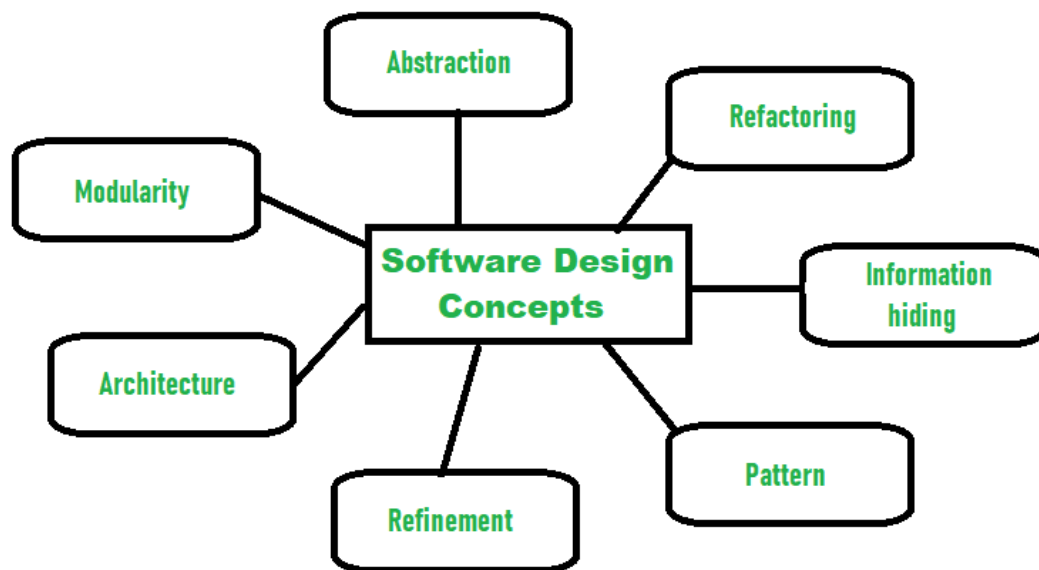 Abstraction
Refactoring
Modularity
Software Design
Concepts
Information
hiding
Architecture
Pattern
Refinement